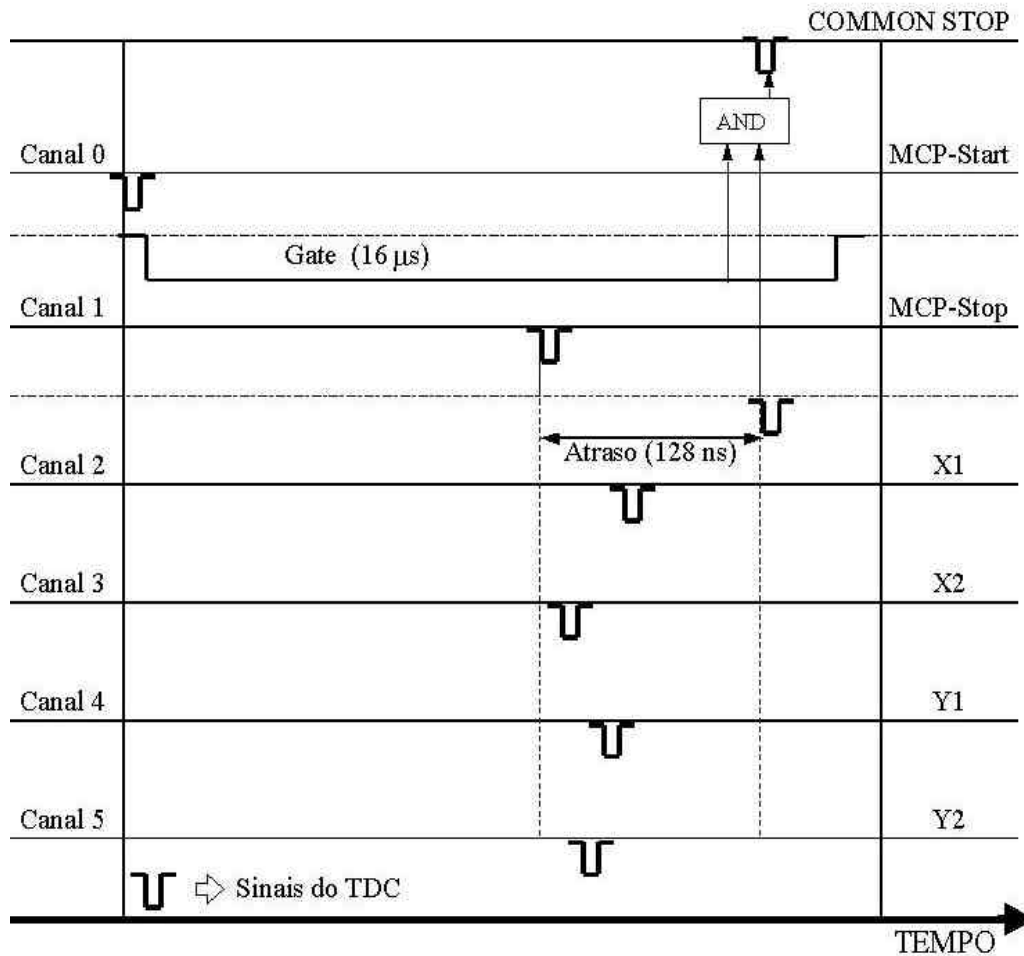 COMMON STOP
AND
Canal 0 MCP-Start
Gate (16 μs)
Canal 1 MCP-Stop
Atraso (128 ns)
Canal 2 X1
Canal 3 X2
Canal 4 Y1
Canal 5 Y2
Sinais do TDC
TEMPO